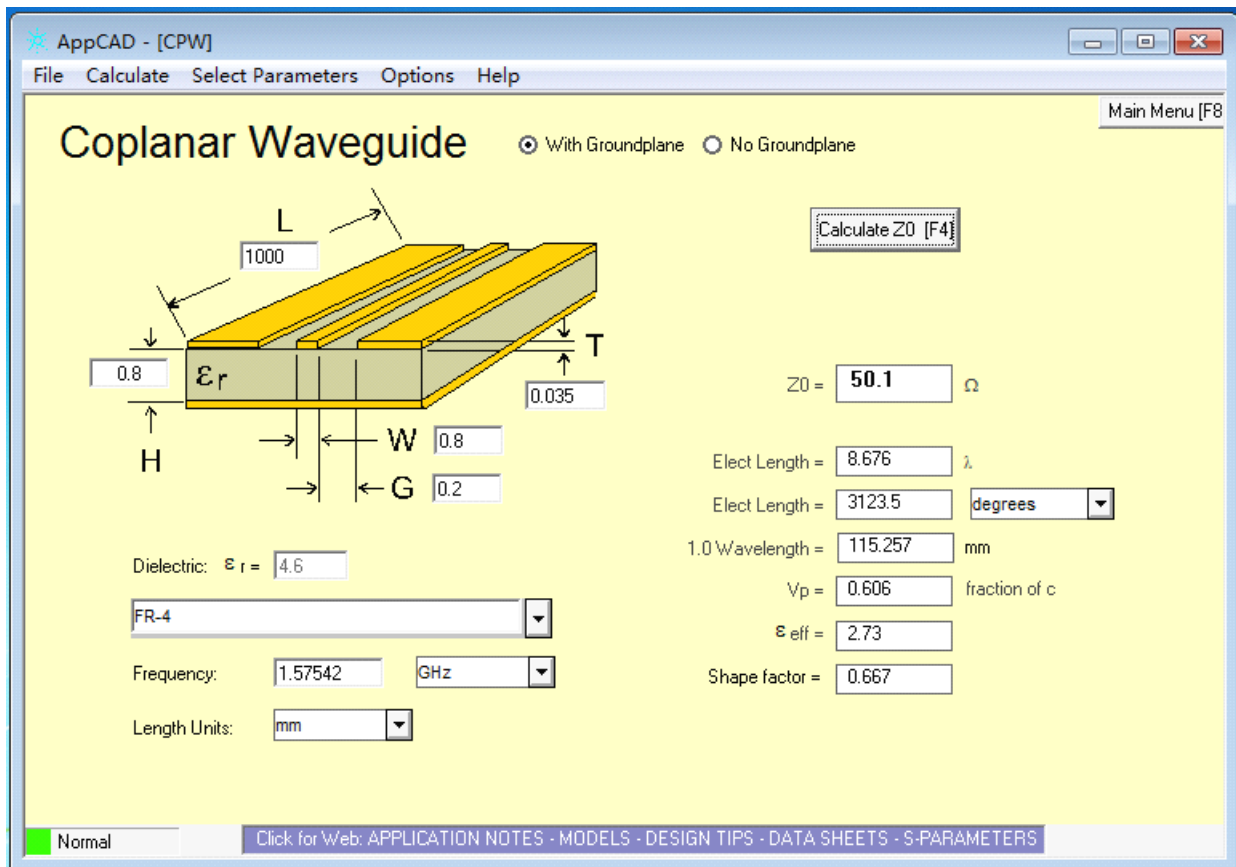 AppCAD - [CPW]
File Calculate Select Parameters Options Help
Main Menu [F8
Coplanar Waveguide
With Groundplane No Groundplane
Calculate Z0 [F4]
L
1000
0.8
H
εr
T
0.035
W 0.8
G 0.2
Z0 = 50.1 Ω
Elect Length = 8.676 λ
Elect Length = 3123.5 degrees
1.0 Wavelength = 115.257 mm
Vp = 0.606 fraction of c
ε eff = 2.73
Shape factor = 0.667
Dielectric: ε r = 4.6
FR-4
Frequency: 1.57542 GHz
Length Units: mm
Normal
Click for Web: APPLICATION NOTES - MODELS - DESIGN TIPS - DATA SHEETS - S-PARAMETERS